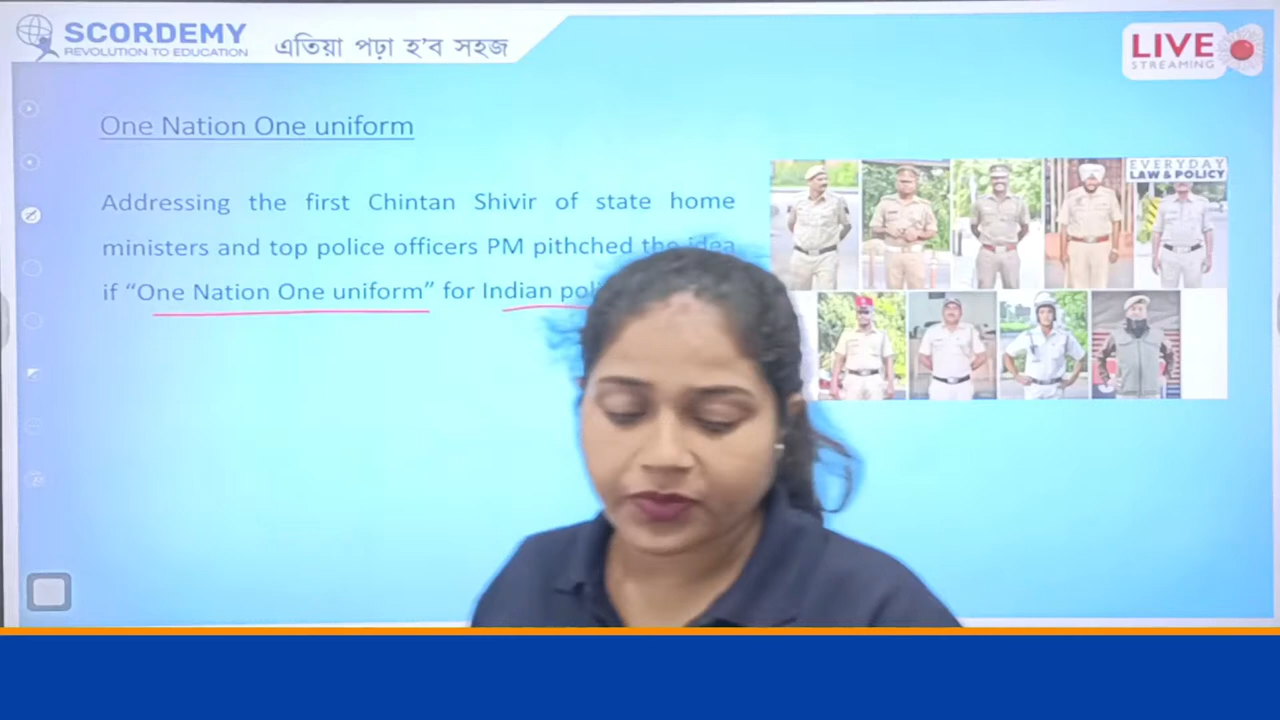 SCORDEMY
REVOLUTION TO EDUCATION
এতিয়া পঢ়া হ'ব সহজ
LIVE
STREAMING
One Nation One uniform
Addressing the first Chintan Shivir of state home
ministers and top police officers PM pithched the idea
if “One Nation One uniform” for Indian
EVERYDAY
LAW & POLICY